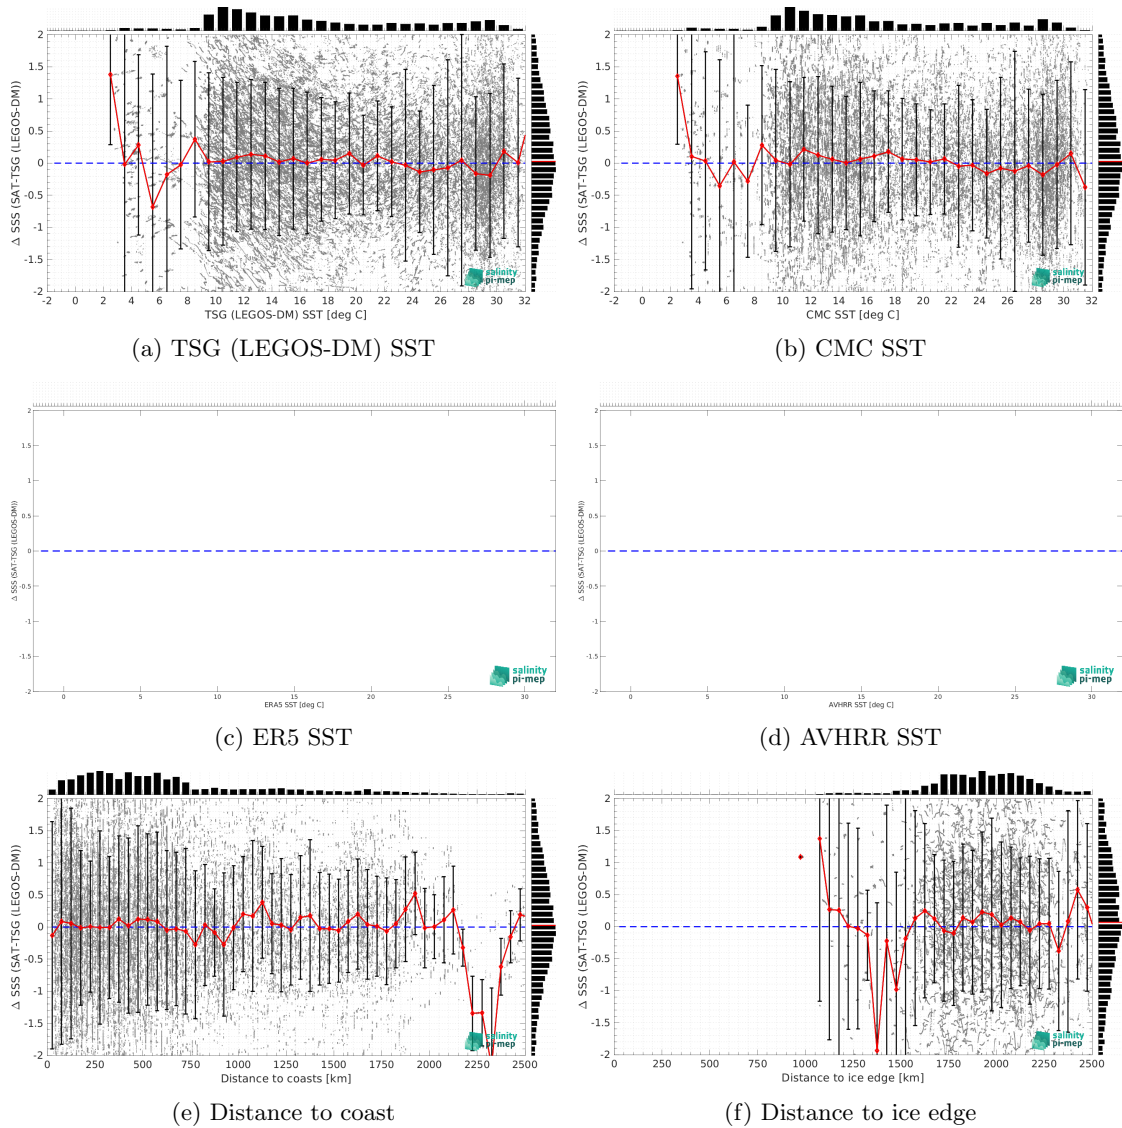 2
1.5
1
0.5
0
-0.5
-1
-1.5
-2
Δ SSS (SAT-TSG (LEGOS-DM))
-2 0 2 4 6 8 10 12 14 16 18 20 22 24 26 28 30 32
TSG (LEGOS-DM) SST [deg C]
salinity
pi-mep
(a) TSG (LEGOS-DM) SST
2
1.5
1
0.5
0
-0.5
-1
-1.5
-2
Δ SSS (SAT-TSG (LEGOS-DM))
-2 0 2 4 6 8 10 12 14 16 18 20 22 24 26 28 30 32
CMC SST [deg C]
salinity
pi-mep
(b) CMC SST
2
1.5
1
0.5
0
-0.5
-1
-1.5
-2
Δ SSS (SAT-TSG (LEGOS-DM))
0 5 10 15 20 25 30
ERA5 SST [deg C]
salinity
pi-mep
(c) ER5 SST
2
1.5
1
0.5
0
-0.5
-1
-1.5
-2
Δ SSS (SAT-TSG (LEGOS-DM))
0 5 10 15 20 25 30
AVHRR SST [deg C]
salinity
pi-mep
(d) AVHRR SST
2
1.5
1
0.5
0
-0.5
-1
-1.5
-2
Δ SSS (SAT-TSG (LEGOS-DM))
0 250 500 750 1000 1250 1500 1750 2000 2250 2500
Distance to coasts [km]
salinity
pi-mep
(e) Distance to coast
2
1.5
1
0.5
0
-0.5
-1
-1.5
-2
Δ SSS (SAT-TSG (LEGOS-DM))
0 250 500 750 1000 1250 1500 1750 2000 2250 2500
Distance to ice edge [km]
salinity
pi-mep
(f) Distance to ice edge